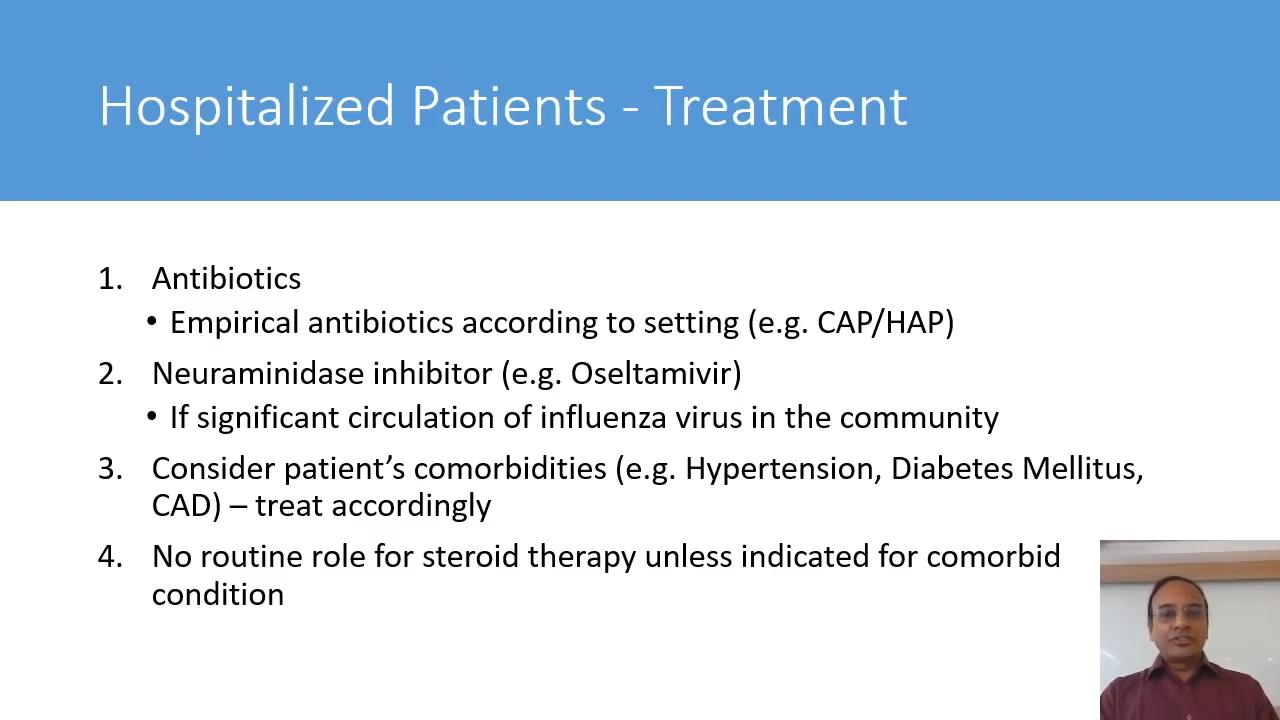 Hospitalized Patients - Treatment
1. Antibiotics
• Empirical antibiotics according to setting (e.g. CAP/HAP)
2. Neuraminidase inhibitor (e.g. Oseltamivir)
• If significant circulation of influenza virus in the community
3. Consider patient’s comorbidities (e.g. Hypertension, Diabetes Mellitus,
CAD) – treat accordingly
4. No routine role for steroid therapy unless indicated for comorbid
condition